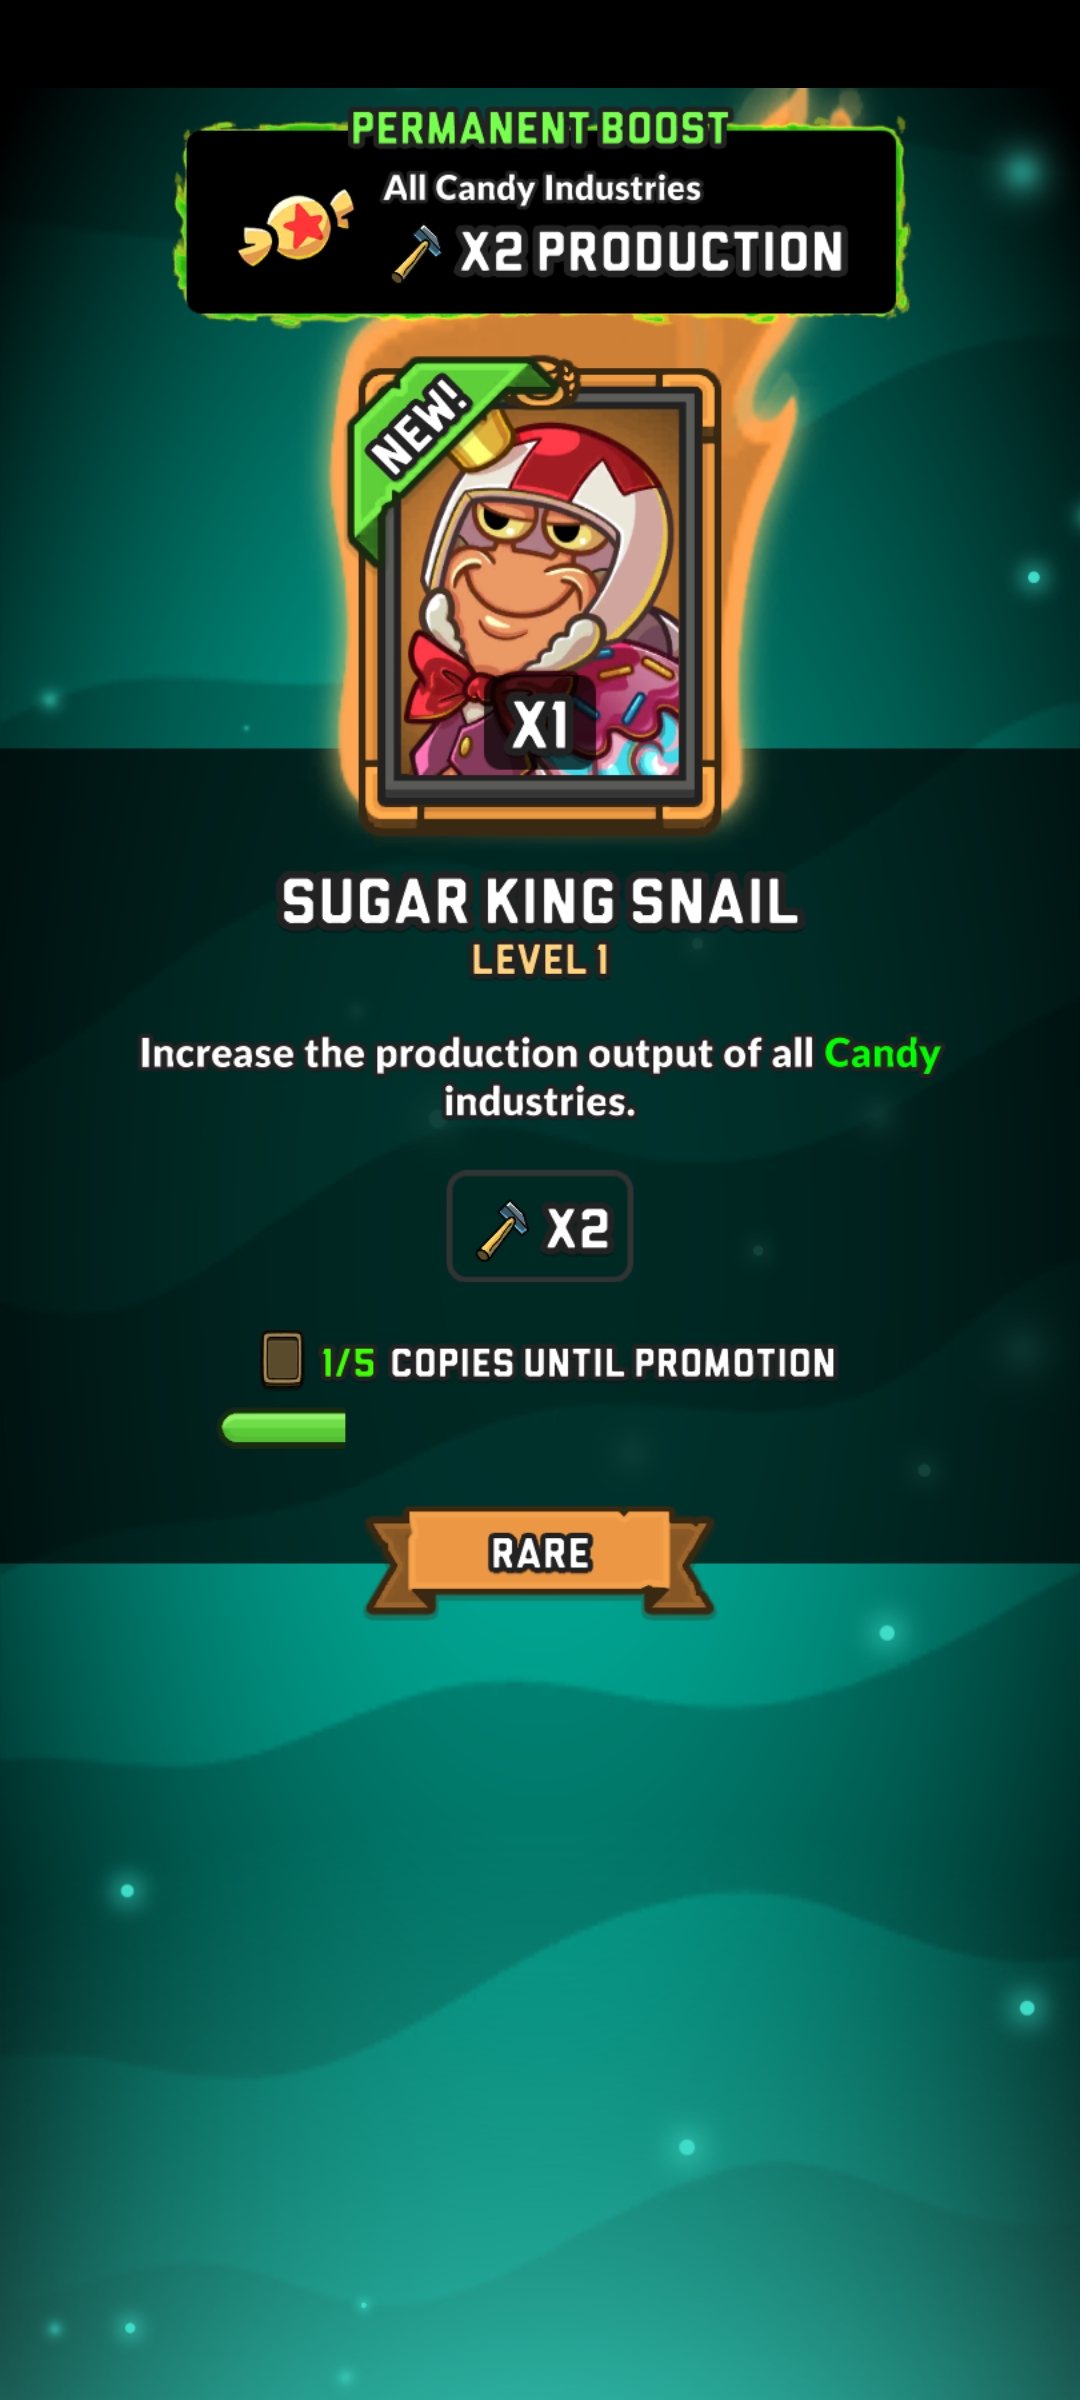 PERMANENT BOOST
All Candy Industries
X2 PRODUCTION
NEW!
X1
SUGAR KING SNAIL
LEVEL 1
Increase the production output of all Candy
industries.
X2
1/5 COPIES UNTIL PROMOTION
RARE